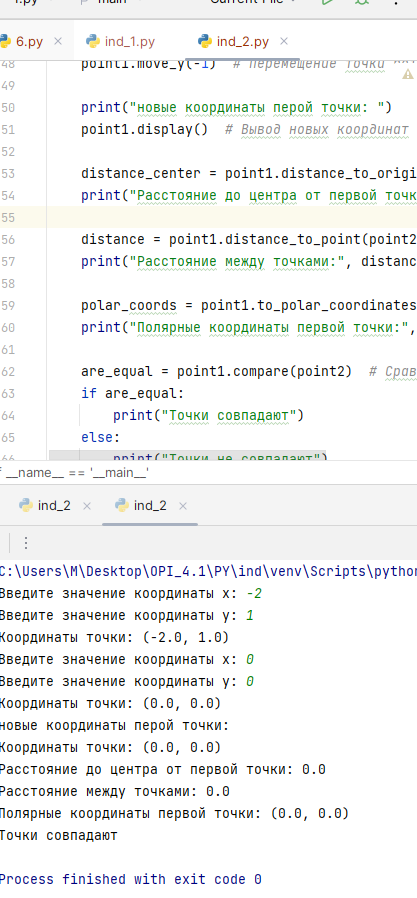 main
Current File
6.py
ind_1.py
ind_2.py
48 point1.move_y(-1) # Перемещение точки
49
50 print("новые координаты перой точки: ")
51 point1.display() # Вывод новых координат
52
53 distance_center = point1.distance_to_origi
54 print("Расстояние до центра от первой точк
55
56 distance = point1.distance_to_point(point2
57 print("Расстояние между точками:", distanc
58
59 polar_coords = point1.to_polar_coordinates
60 print("Полярные координаты первой точки:",
61
62 are_equal = point1.compare(point2) # Срав
63 if are_equal:
64 print("Точки совпадают")
65 else:
66 print("Точки не совпадают")
f __name__ == '__main__'
ind_2
ind_2
C:\Users\M\Desktop\OPI_4.1\PY\ind\venv\Scripts\python
Введите значение координаты x: -2
Введите значение координаты y: 1
Координаты точки: (-2.0, 1.0)
Введите значение координаты x: 0
Введите значение координаты y: 0
Координаты точки: (0.0, 0.0)
новые координаты перой точки:
Координаты точки: (0.0, 0.0)
Расстояние до центра от первой точки: 0.0
Расстояние между точками: 0.0
Полярные координаты первой точки: (0.0, 0.0)
Точки совпадают
Process finished with exit code 0